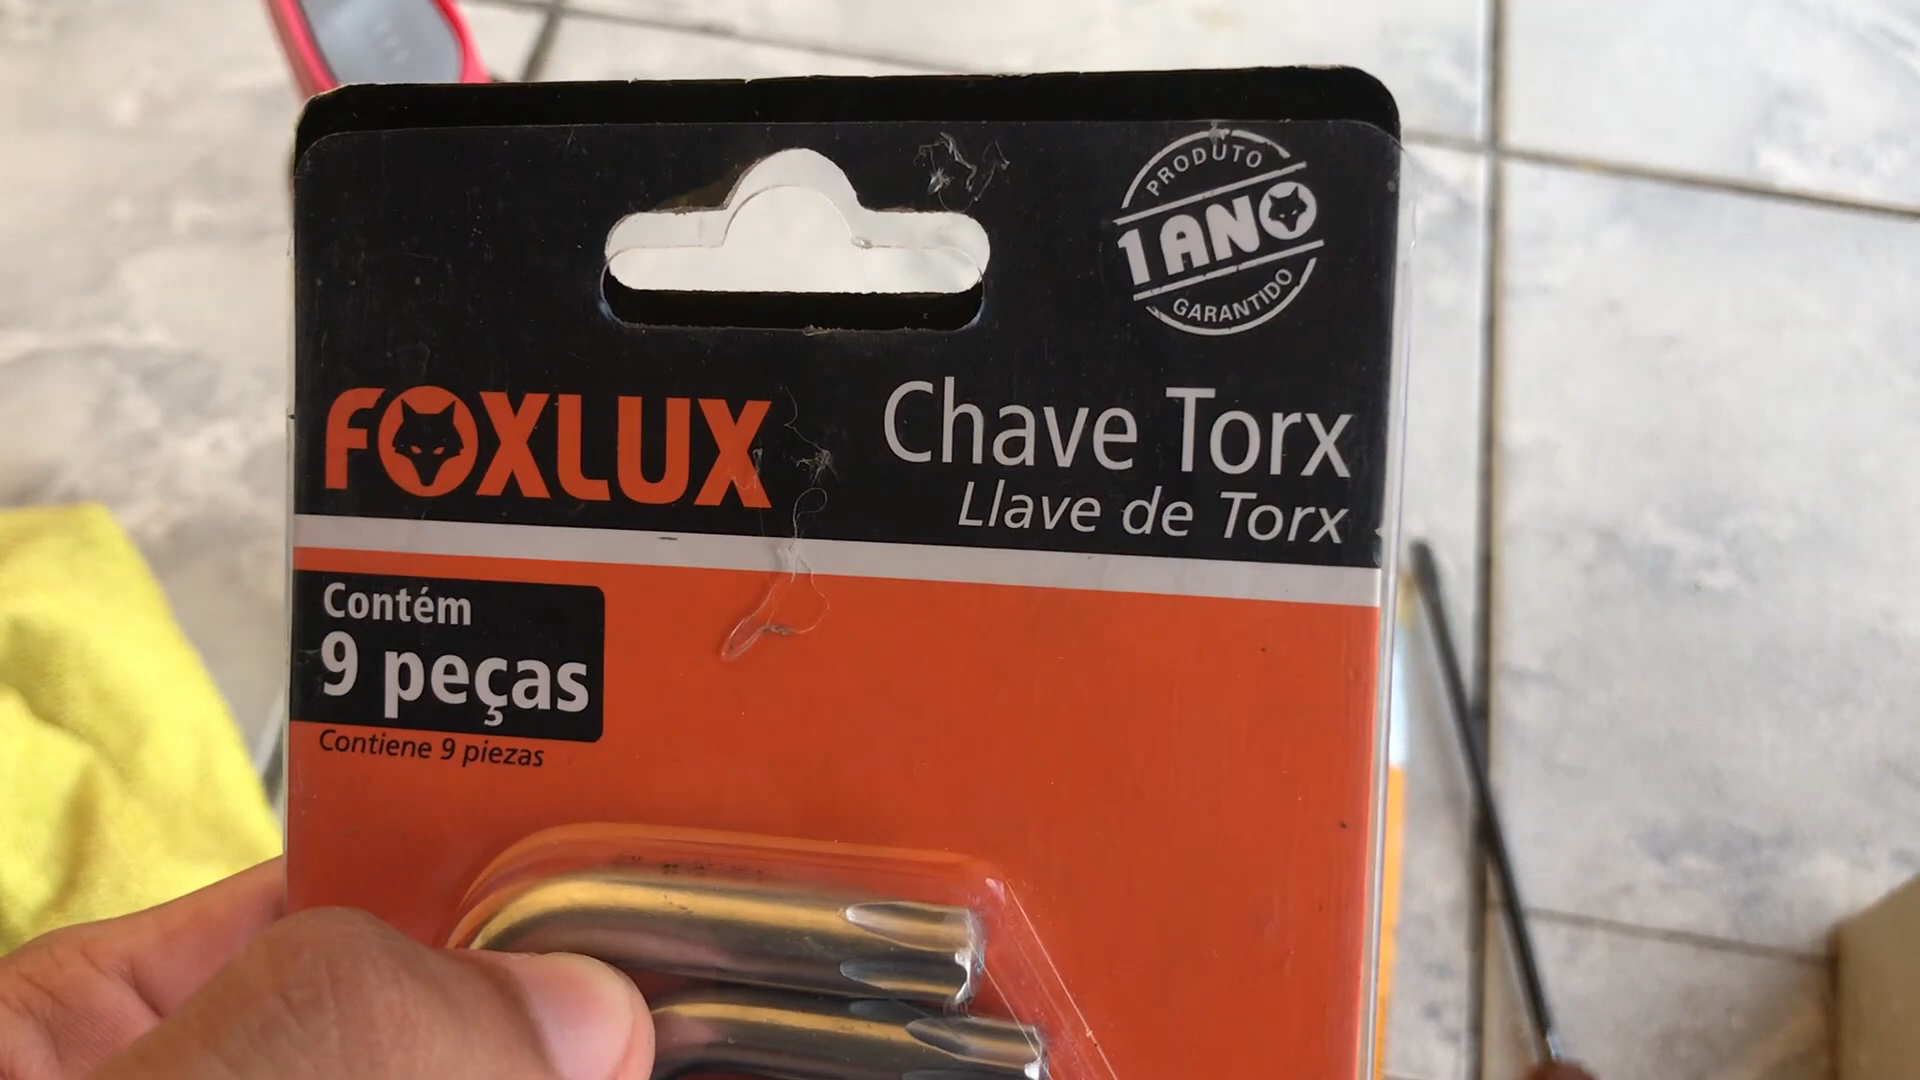 PRODUTO
1 ANO
GARANTIDO
FOXLUX
Chave Torx
Llave de Torx
Contém
9 peças
Contiene 9 piezas